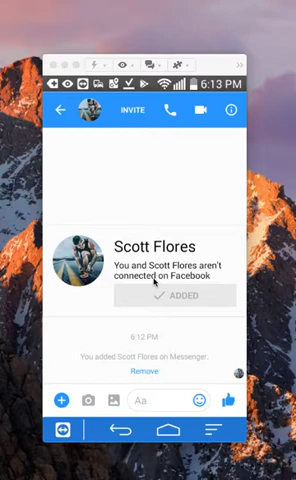 6:13 PM
INVITE
Scott Flores
You and Scott Flores aren't
connected on Facebook
ADDED
6:12 PM
You added Scott Flores on Messenger.
Remove
Aa